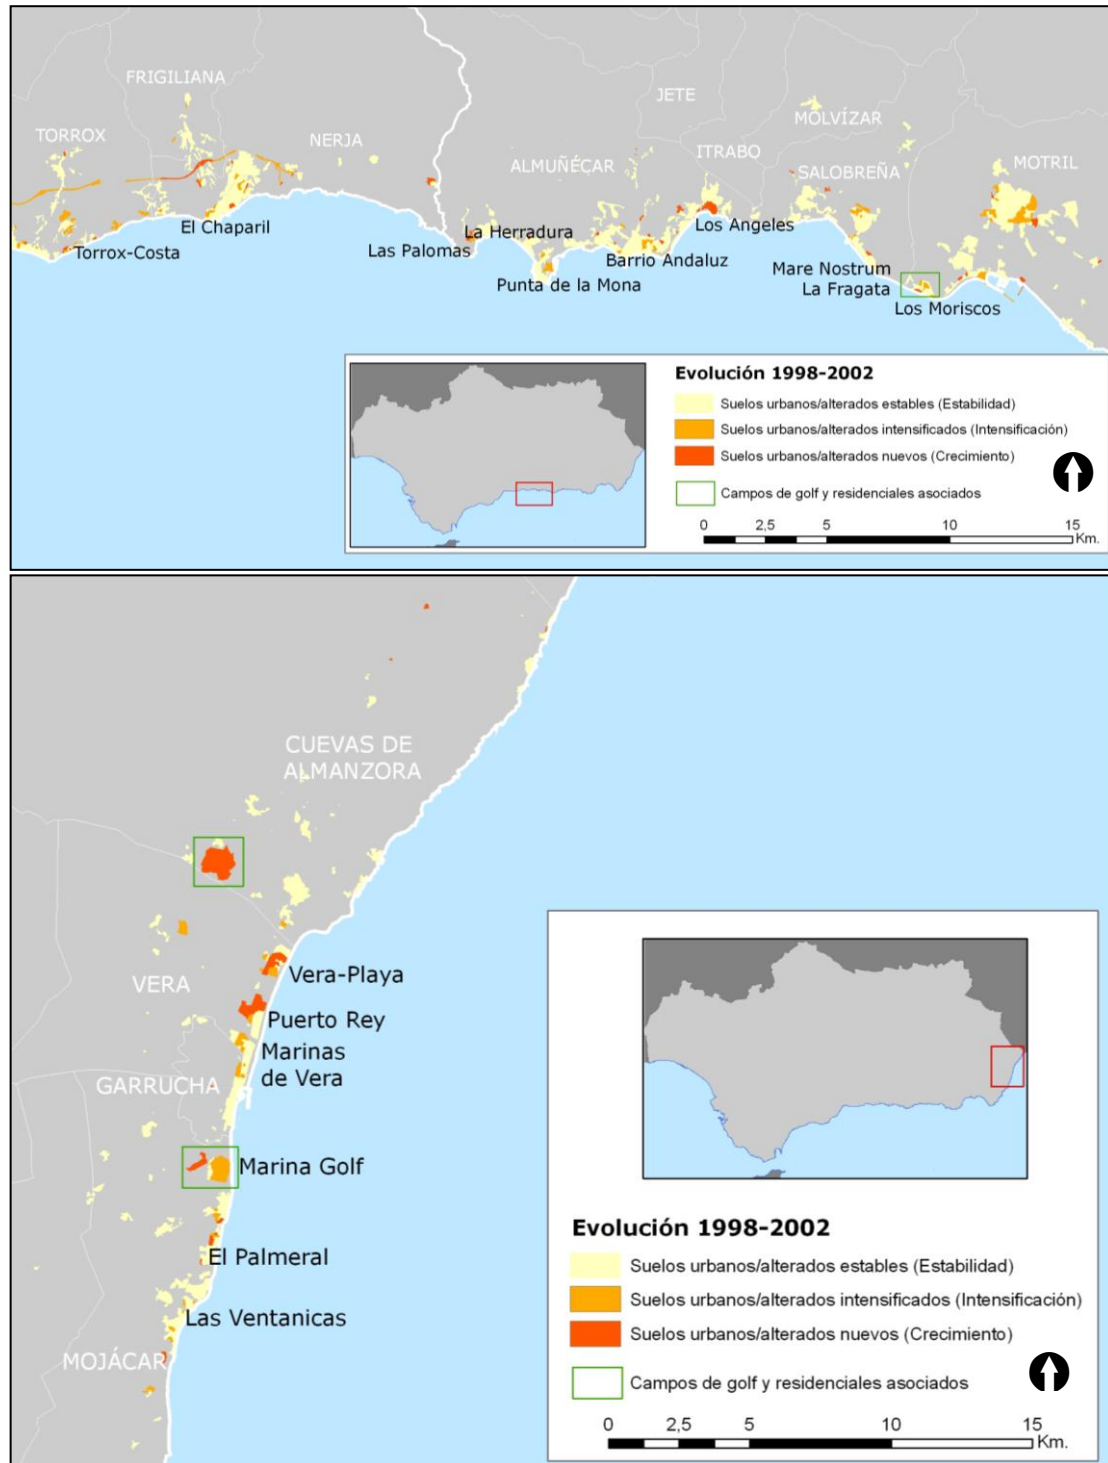 FRIGILIANA
TORROX
NERJA
JETE
MOLVÍZAR
ALMUÑÉCAR
ITRABO
SALOBREÑA
MOTRIL
El Chaparil
Torrox-Costa
Las Palomas
La Herradura
Punta de la Mona
Barrio Andaluz
Los Angeles
Mare Nostrum
La Fragata
Los Moriscos
Evolución 1998-2002
Suelos urbanos/alterados estables (Estabilidad)
Suelos urbanos/alterados intensificados (Intensificación)
Suelos urbanos/alterados nuevos (Crecimiento)
Campos de golf y residenciales asociados
0 2,5 5 10 15
Km.
CUEVAS DE
ALMANZORA
VERA
Vera-Playa
Puerto Rey
Marinas
de Vera
GARRUCHA
Marina Golf
El Palmeral
Las Ventanicas
MOJÁCAR
Evolución 1998-2002
Suelos urbanos/alterados estables (Estabilidad)
Suelos urbanos/alterados intensificados (Intensificación)
Suelos urbanos/alterados nuevos (Crecimiento)
Campos de golf y residenciales asociados
0 2,5 5 10 15
Km.